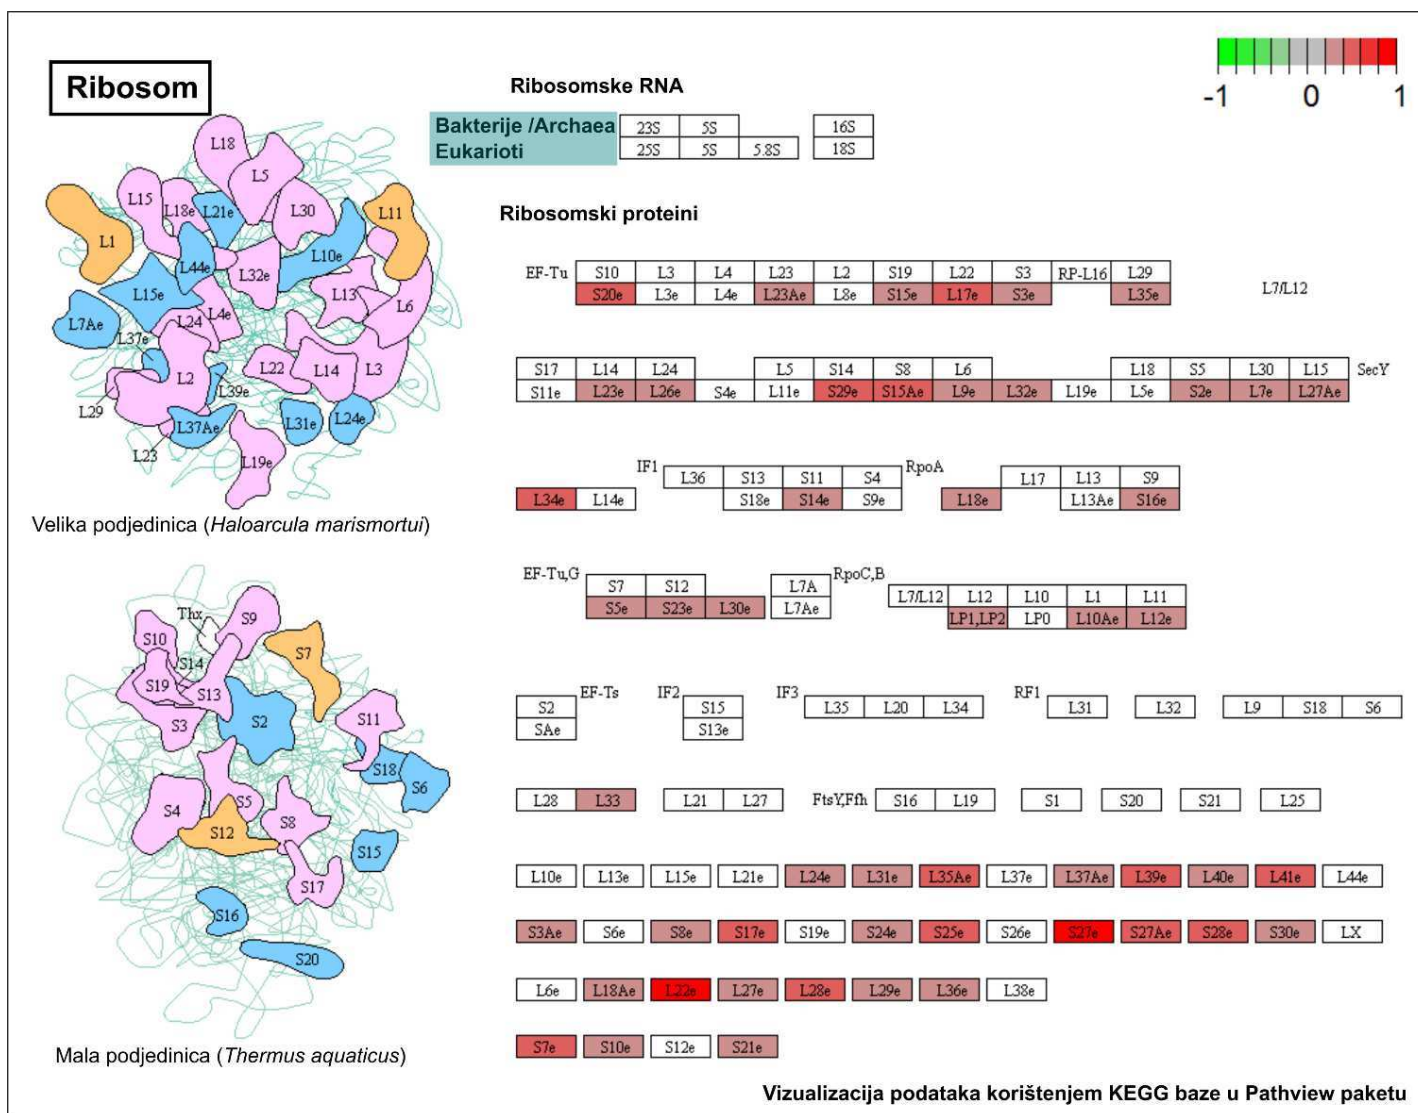 Ribosom
-1 0 1
Ribosomske RNA
Bakterije /Archaea 23S 5S 16S
Eukarioti 25S 5S 5.8S 18S
L18
L5
L15
L18e
L21e
L30
L11
L1
L10e
L44e
L32e
L15e
L13
L6
L7Ae
L24
L4e
L37e
L2
L22
L14
L3
L39e
L29
L37Ae
L31e
L24e
L23
L19e
Velika podjedinica (Haloarcula marismortui)
Thx
S9
S10
S14
S7
S19
S13
S3
S2
S11
S18
S6
S4
S5
S12
S8
S15
S17
S16
S20
Mala podjedinica (Thermus aquaticus)
Ribosomski proteini
EF-Tu S10 L3 L4 L23 L2 S19 L22 S3 RP-L16 L29 L7/L12
S20e L3e L4e L23Ae L8e S15e L17e S3e L35e
S17 L14 L24 L5 S14 S8 L6 L18 S5 L30 L15 SecY
S11e L23e L26e S4e L11e S29e S15Ae L9e L32e L19e L5e S2e L7e L27Ae
IF1 L36 S13 S11 S4 RpoA L17 L13 S9
L34e L14e S18e S14e S9e L18e L13Ae S16e
EF-Tu,G S7 S12 L7A RpoC,B L7/L12 L12 L10 L1 L11
S5e S23e L30e L7Ae LP1,LP2 LP0 L10Ae L12e
S2 EF-Ts IF2 S15 IF3 L35 L20 L34 RF1 L31 L32 L9 S18 S6
SAe S13e
L28 L33 L21 L27 FtsY,Ffh S16 L19 S1 S20 S21 L25
L10e L13e L15e L21e L24e L31e L35Ae L37e L37Ae L39e L40e L41e L44e
S3Ae S6e S8e S17e S19e S24e S25e S26e S27e S27Ae S28e S30e LX
L6e L18Ae L22e L27e L28e L29e L36e L38e
S7e S10e S12e S21e
Vizualizacija podataka korištenjem KEGG baze u Pathview paketu